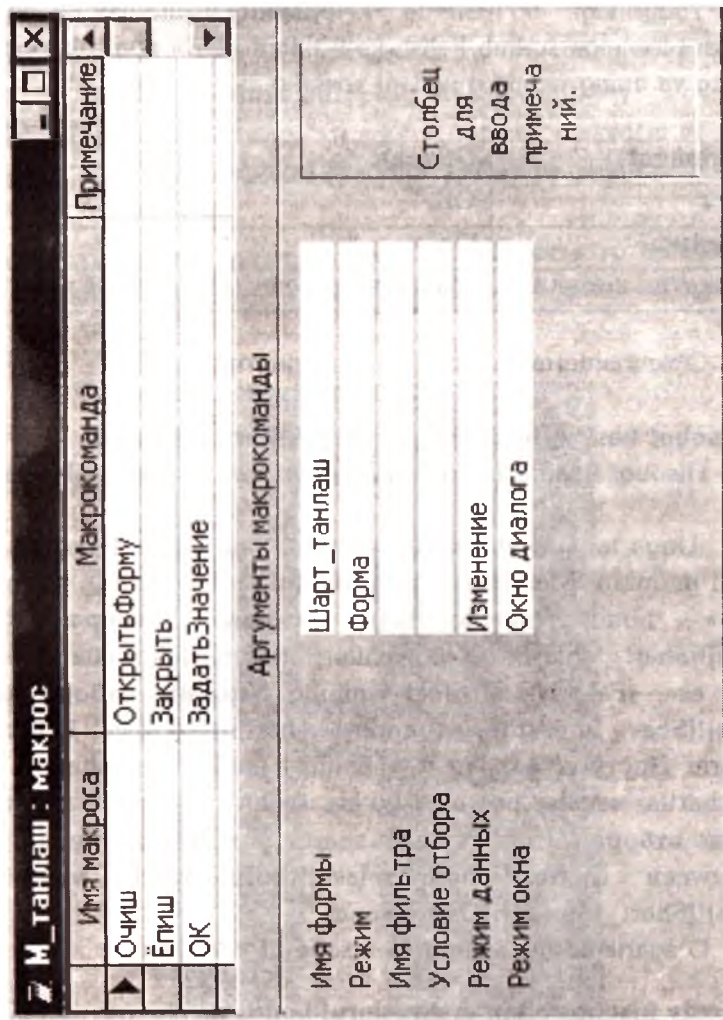 М_танлаш : макрос
Имя макроса Макрокоманда Примечание
Очиш ОткрытьФорму
Ёпиш Закрыть
ОК ЗадатьЗначение
Аргументы макрокоманды
Имя формы Шарт_танлаш
Режим Форма
Имя фильтра
Условие отбора
Режим данных Изменение
Режим окна Окно диалога
Столбец
для
ввода
примеча
ний.